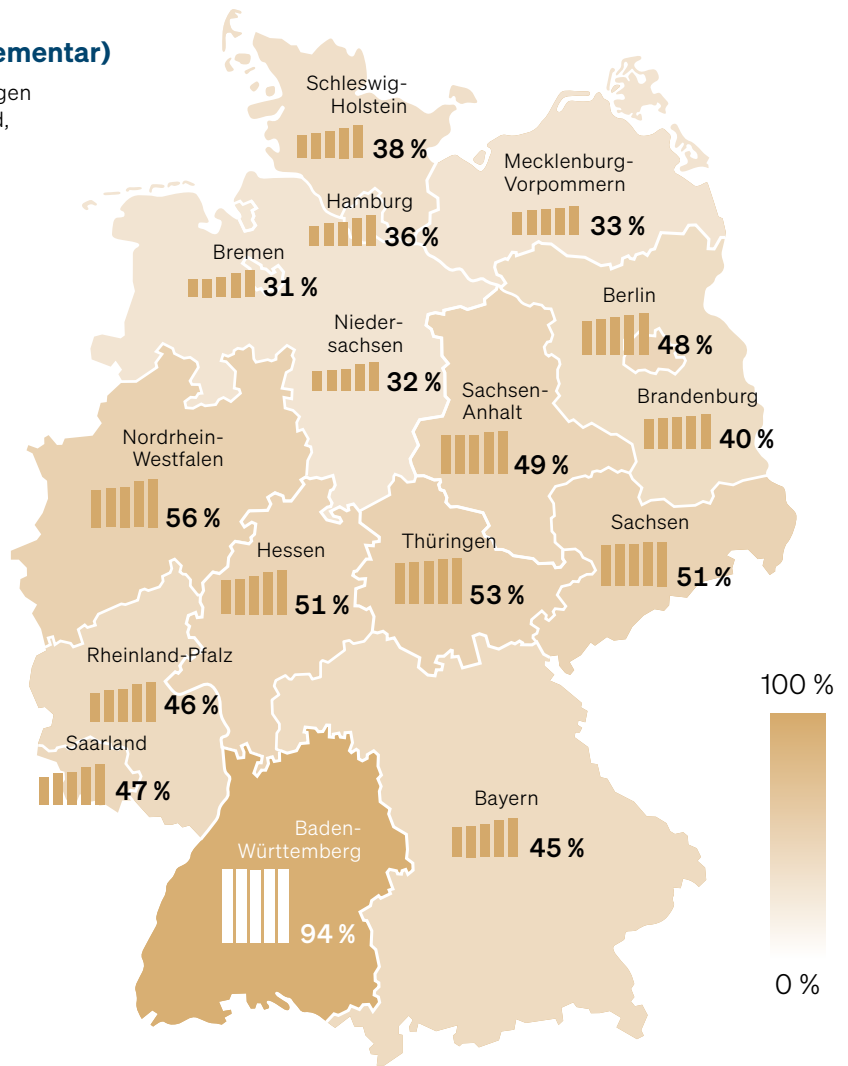 ementar)
gen
d,
Schleswig-
Holstein
38 %
Mecklenburg-
Vorpommern
33 %
Hamburg
36 %
Bremen
31 %
Berlin
48 %
Nieder-
sachsen
32 %
Sachsen-
Anhalt
49 %
Brandenburg
40 %
Nordrhein-
Westfalen
56 %
Sachsen
51 %
Hessen
51 %
Thüringen
53 %
Rheinland-Pfalz
46 %
Saarland
47 %
100 %
Bayern
45 %
Baden-
Württemberg
94 %
0 %